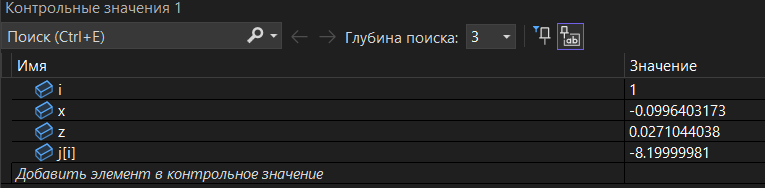 Контрольные значения 1
Поиск (Ctrl+E) Глубина поиска: 3
Имя Значение
i 1
x -0.0996403173
z 0.0271044038
j[i] -8.19999981
Добавить элемент в контрольное значение